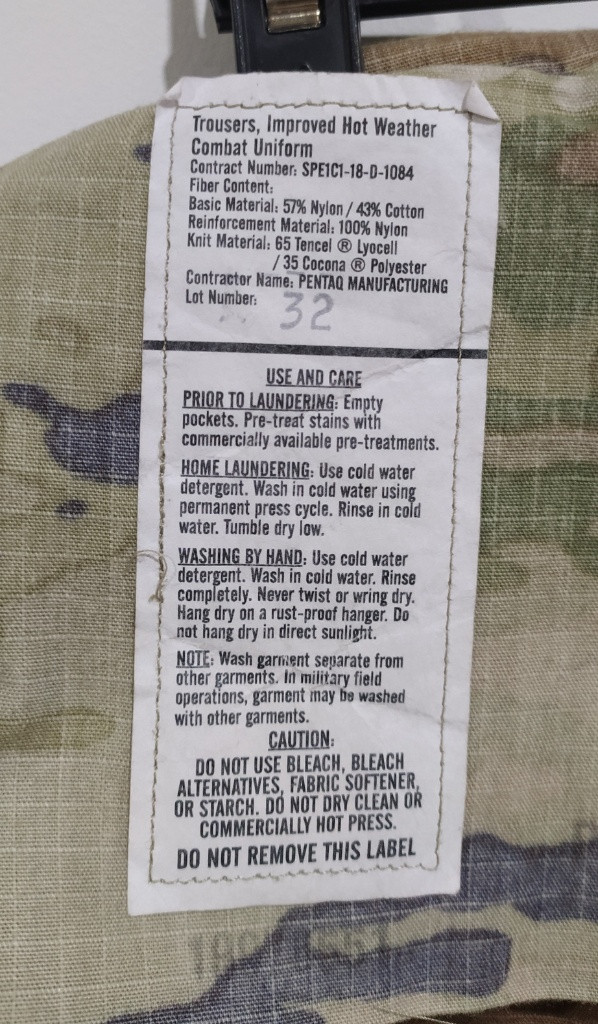 Trousers, Improved Hot Weather
Combat Uniform
Contract Number: SPE1C1-18-D-1084
Fiber Content:
Basic Material: 57% Nylon / 43% Cotton
Reinforcement Material: 100% Nylon
Knit Material: 65 Tencel ® Lyocell
/ 35 Cocona ® Polyester
Contractor Name: PENTAQ MANUFACTURING
Lot Number: 32
USE AND CARE
PRIOR TO LAUNDERING: Empty
pockets. Pre-treat stains with
commercially available pre-treatments.
HOME LAUNDERING: Use cold water
detergent. Wash in cold water using
permanent press cycle. Rinse in cold
water. Tumble dry low.
WASHING BY HAND: Use cold water
detergent. Wash in cold water. Rinse
completely. Never twist or wring dry.
Hang dry on a rust-proof hanger. Do
not hang dry in direct sunlight.
NOTE: Wash garment separate from
other garments. In military field
operations, garment may be washed
with other garments.
CAUTION:
DO NOT USE BLEACH, BLEACH
ALTERNATIVES, FABRIC SOFTENER,
OR STARCH. DO NOT DRY CLEAN OR
COMMERCIALLY HOT PRESS.
DO NOT REMOVE THIS LABEL